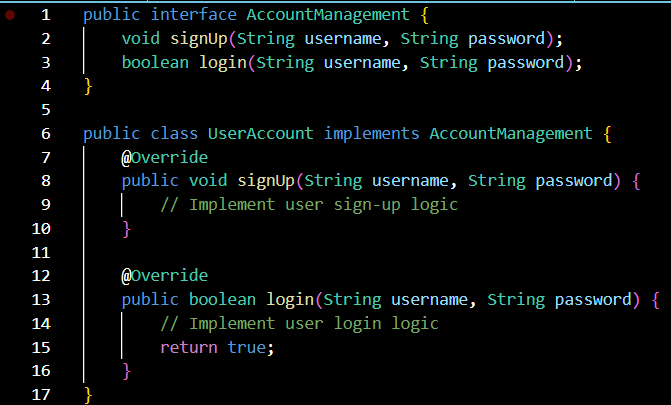 1 public interface AccountManagement {
2     void signUp(String username, String password);
3     boolean login(String username, String password);
4 }
5
6 public class UserAccount implements AccountManagement {
7     @Override
8     public void signUp(String username, String password) {
9         // Implement user sign-up logic
10     }
11
12     @Override
13     public boolean login(String username, String password) {
14         // Implement user login logic
15         return true;
16     }
17 }